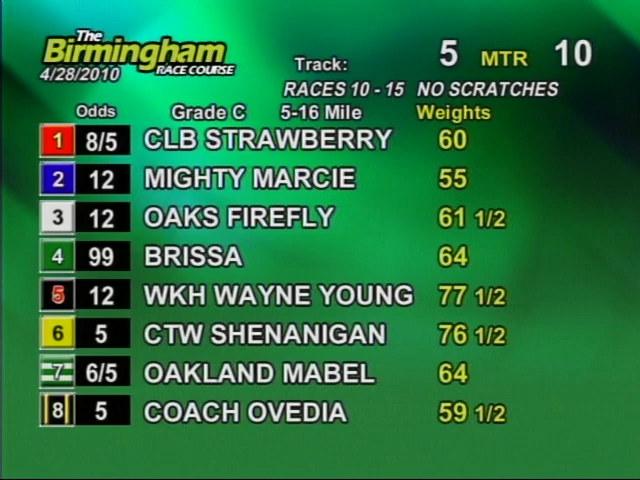 The
Birmingham
RACE COURSE
4/28/2010
Track:
5 MTR 10
RACES 10 - 15 NO SCRATCHES
Odds Grade C 5-16 Mile Weights
1 8/5 CLB STRAWBERRY 60
2 12 MIGHTY MARCIE 55
3 12 OAKS FIREFLY 61 1/2
4 99 BRISSA 64
5 12 WKH WAYNE YOUNG 77 1/2
6 5 CTW SHENANIGAN 76 1/2
7 6/5 OAKLAND MABEL 64
8 5 COACH OVEDIA 59 1/2